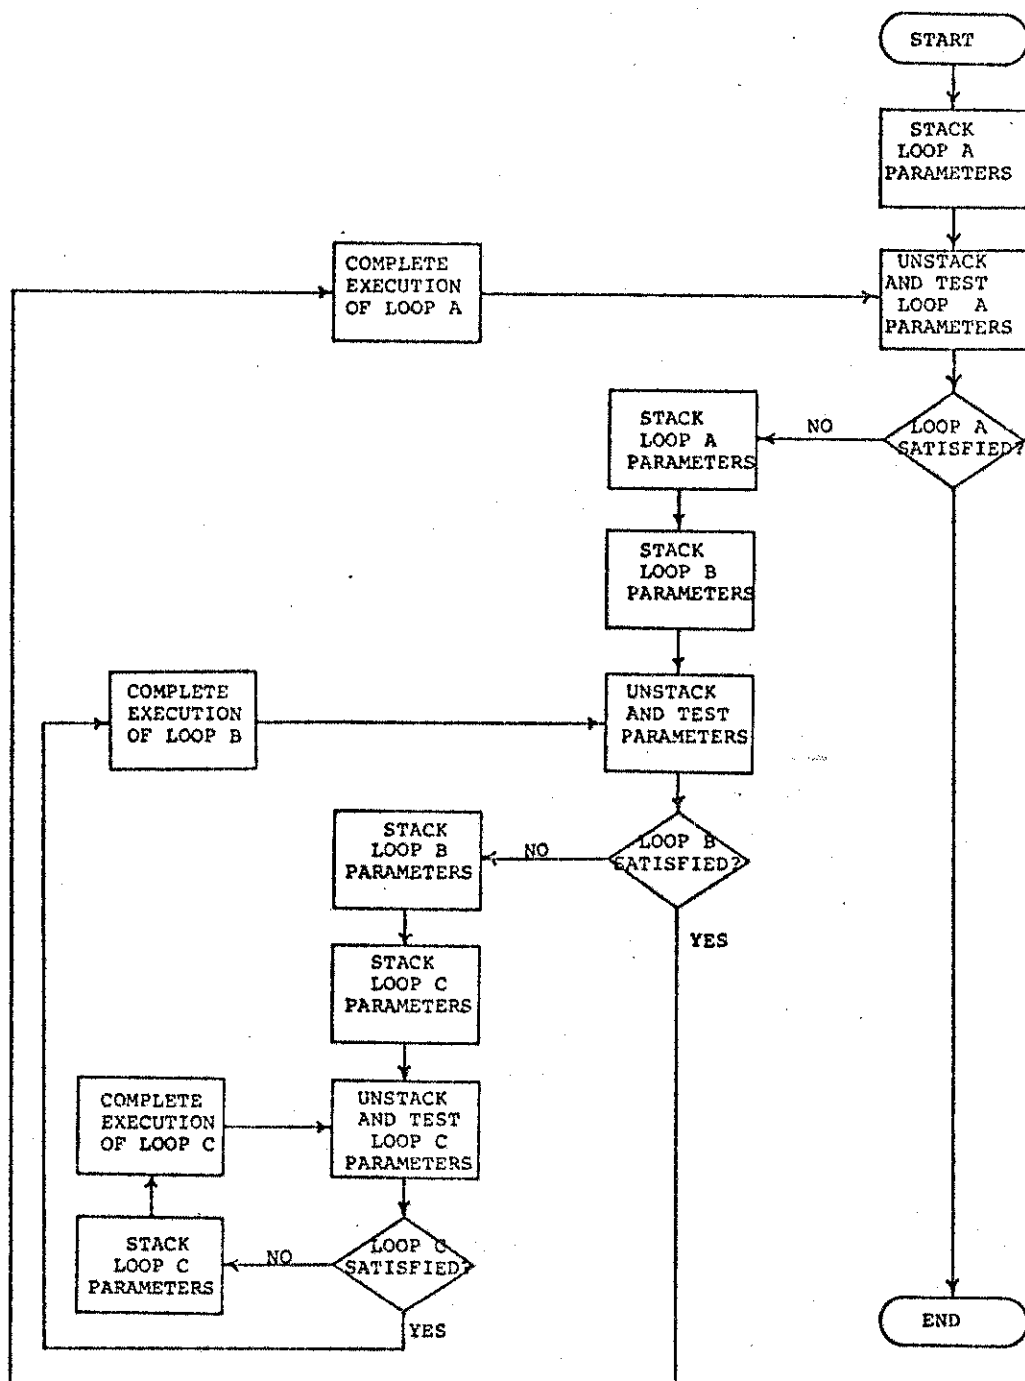 START
STACK
LOOP A
PARAMETERS
COMPLETE
EXECUTION
OF LOOP A
UNSTACK
AND TEST
LOOP A
PARAMETERS
LOOP A
SATISFIED?
NO
STACK
LOOP A
PARAMETERS
STACK
LOOP B
PARAMETERS
COMPLETE
EXECUTION
OF LOOP B
UNSTACK
AND TEST
PARAMETERS
LOOP B
SATISFIED?
NO
YES
STACK
LOOP B
PARAMETERS
STACK
LOOP C
PARAMETERS
COMPLETE
EXECUTION
OF LOOP C
UNSTACK
AND TEST
LOOP C
PARAMETERS
LOOP C
SATISFIED?
NO
STACK
LOOP C
PARAMETERS
YES
END